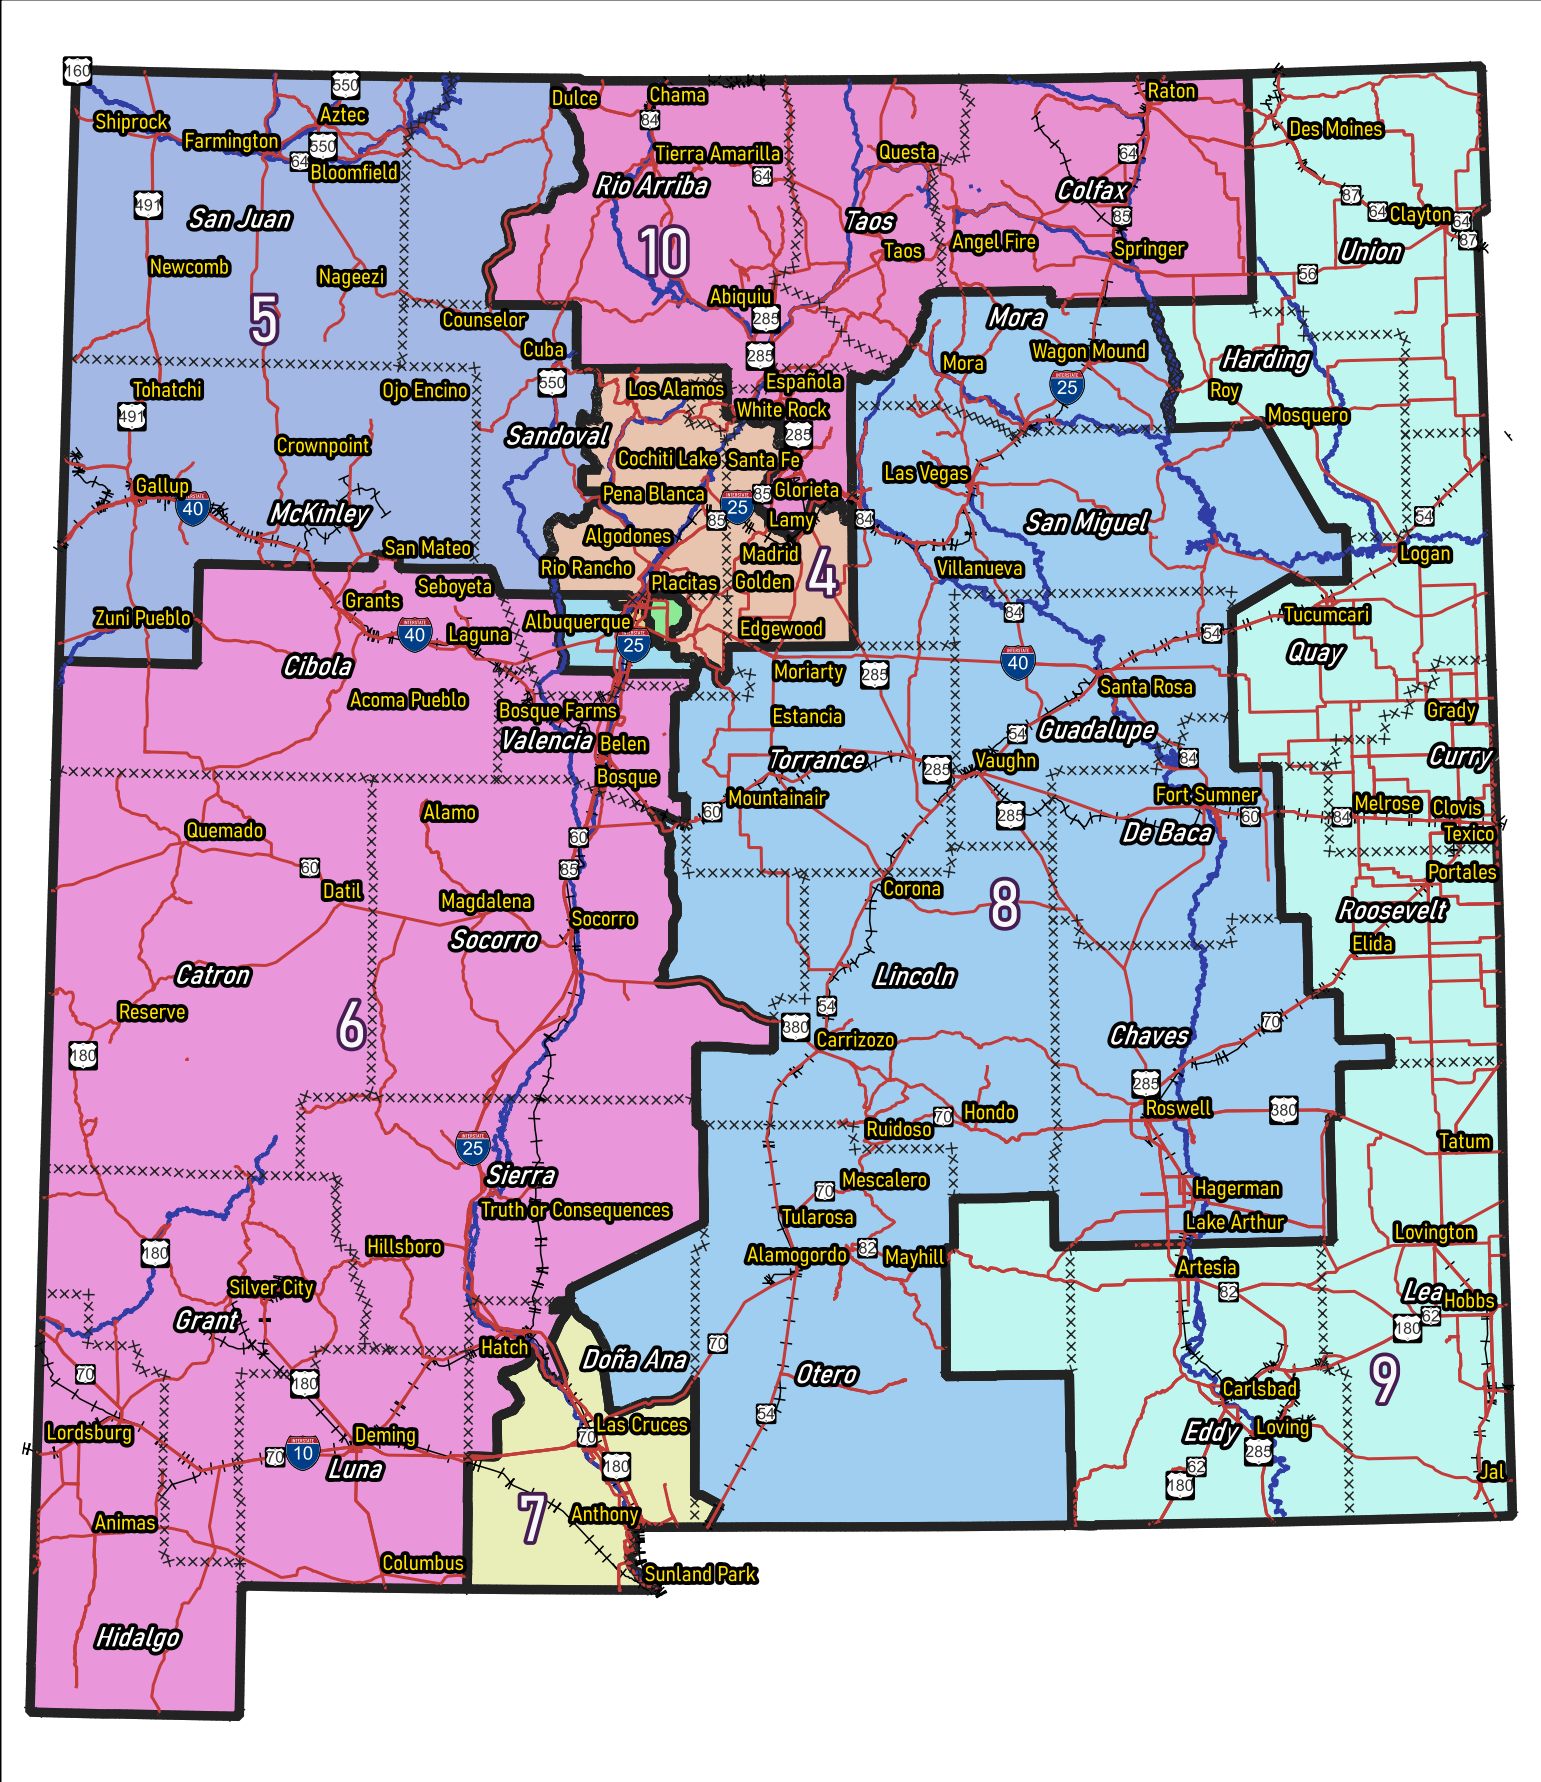 160
550
Dulce
Chama
Raton
Shiprock
Aztec
84
Des Moines
Farmington
550
64
Bloomfield
Tierra Amarilla
64
Questa
64
Rio Arriba
Colfax
87
64
Clayton
64
87
491
San Juan
Taos
85
10
Taos
Angel Fire
Springer
Union
Newcomb
Nageezi
56
5
Abiquiu
285
Counselor
Mora
Cuba
285
Mora
Wagon Mound
Harding
Tohatchi
Ojo Encino
550
Los Alamos
Española
INTERSTATE
25
Roy
491
White Rock
Mosquero
Crownpoint
Sandoval
285
Cochiti Lake
Santa Fe
Las Vegas
Gallup
INTERSTATE
40
Pena Blanca
85
Glorieta
McKinley
INTERSTATE
25
85
Lamy
84
San Miguel
54
San Mateo
Algodones
Madrid
Logan
Rio Rancho
4
Villanueva
Seboyeta
Placitas
Golden
Grants
84
Zuni Pueblo
INTERSTATE
40
Laguna
Albuquerque
Edgewood
Tucumcari
INTERSTATE
25
54
Cibola
Moriarty
285
INTERSTATE
40
Quay
Acoma Pueblo
Santa Rosa
Bosque Farms
Estancia
Grady
Valencia
Belen
54
Guadalupe
Torrance
Vaughn
84
Curry
Bosque
285
Alamo
Mountainair
60
Fort Sumner
Melrose
Clovis
285
60
84
Quemado
60
De Baca
Texico
60
85
Portales
Datil
Corona
Magdalena
8
Socorro
Roosevelt
Socorro
Elida
Catron
Lincoln
Reserve
6
54
380
Carrizozo
70
Chaves
180
285
Roswell
380
Ruidoso
70
Hondo
INTERSTATE
25
Tatum
Sierra
Mescalero
70
Hagerman
Truth or Consequences
Tularosa
Lake Arthur
Hillsboro
180
Alamogordo
82
Mayhill
Lovington
Artesia
Silver City
82
Lea
Hobbs
Grant
62
180
Hatch
70
Doña Ana
70
Otero
180
9
Carlsbad
Lordsburg
Deming
Las Cruces
54
Eddy
Loving
70
INTERSTATE
10
70
285
Luna
180
62
180
Jal
Animas
7
Anthony
Columbus
Sunland Park
Hidalgo